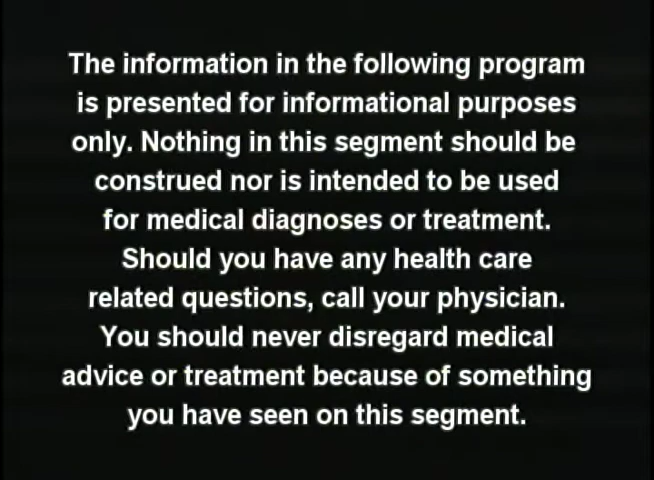 The information in the following program
is presented for informational purposes
only. Nothing in this segment should be
construed nor is intended to be used
for medical diagnoses or treatment.
Should you have any health care
related questions, call your physician.
You should never disregard medical
advice or treatment because of something
you have seen on this segment.